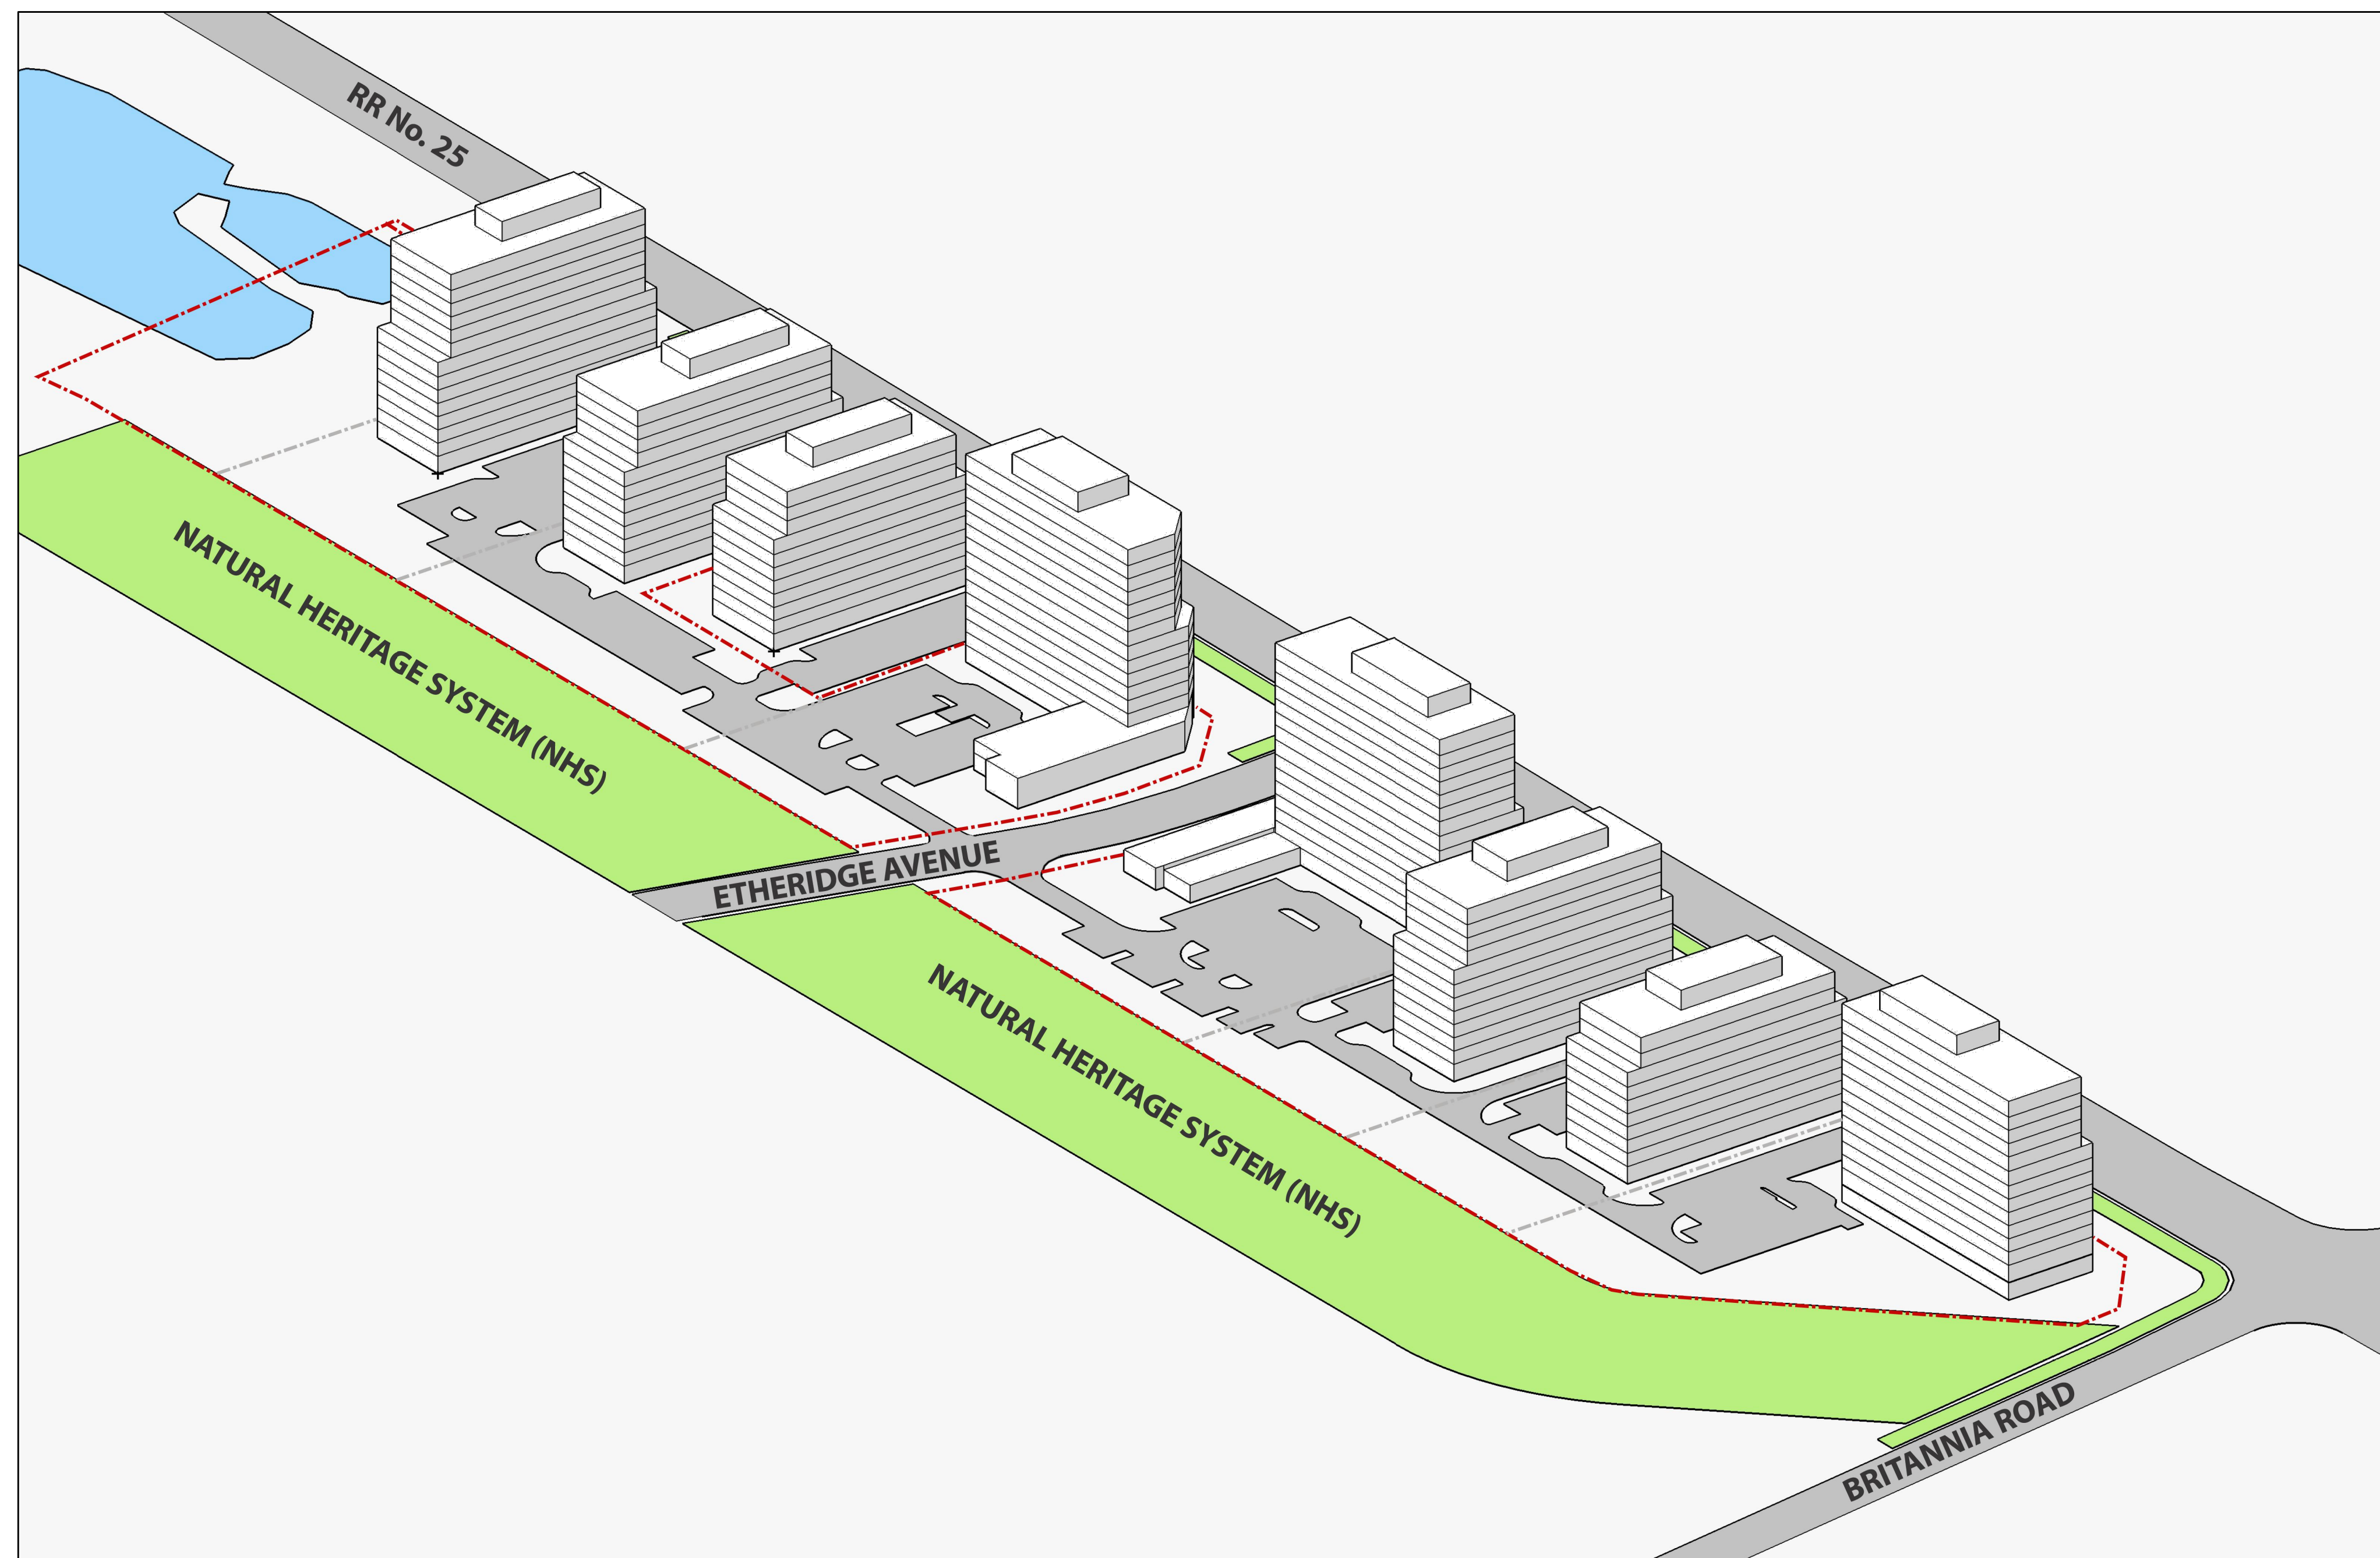 RR No. 25
NATURAL HERITAGE SYSTEM (NHS)
ETHERIDGE AVENUE
NATURAL HERITAGE SYSTEM (NHS)
BRITANNIA ROAD